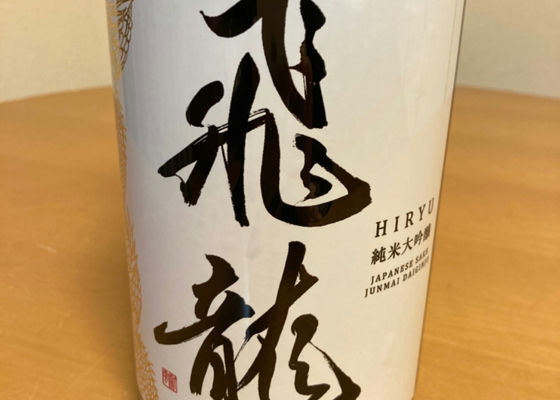 飛龍
HIRYU
純米大吟醸
JAPANESE SAKE
JUNMAI DAIGINJO